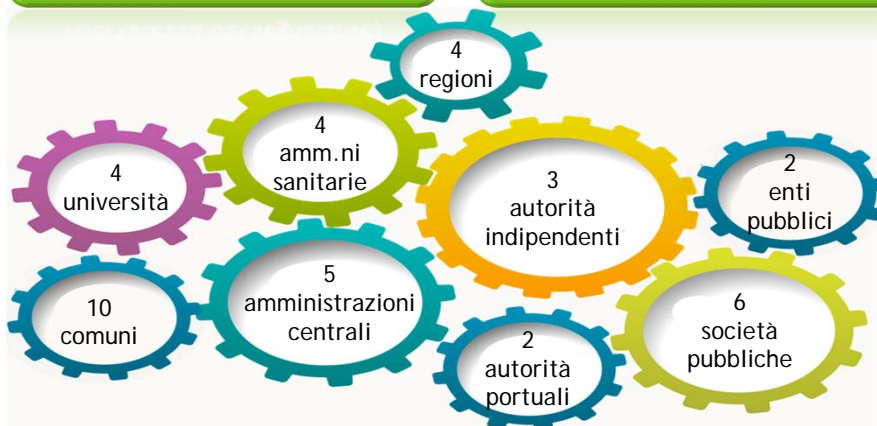 4
regioni
4
amm.ni
sanitarie
4
università
3
autorità
indipendenti
2
enti
pubblici
10
comuni
5
amministrazioni
centrali
2
autorità
portuali
6
società
pubbliche